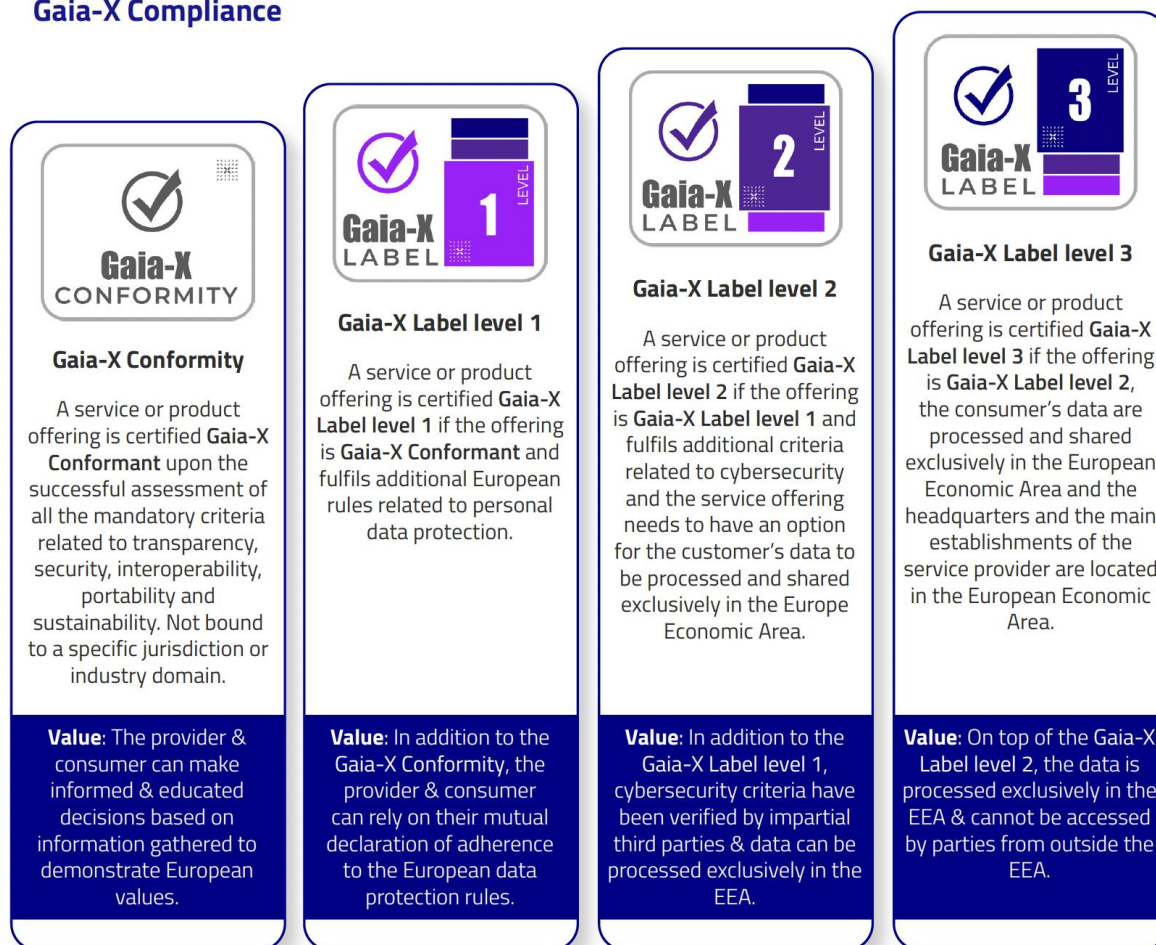 Gaia-X Compliance
Gaia-X
CONFORMITY
Gaia-X Conformity
A service or product
offering is certified Gaia-X
Conformant upon the
successful assessment of
all the mandatory criteria
related to transparency,
security, interoperability,
portability and
sustainability. Not bound
to a specific jurisdiction or
industry domain.
Value: The provider &
consumer can make
informed & educated
decisions based on
information gathered to
demonstrate European
values.
1
LEVEL
Gaia-X
LABEL
Gaia-X Label level 1
A service or product
offering is certified Gaia-X
Label level 1 if the offering
is Gaia-X Conformant and
fulfils additional European
rules related to personal
data protection.
Value: In addition to the
Gaia-X Conformity, the
provider & consumer
can rely on their mutual
declaration of adherence
to the European data
protection rules.
2
LEVEL
Gaia-X
LABEL
Gaia-X Label level 2
A service or product
offering is certified Gaia-X
Label level 2 if the offering
is Gaia-X Label level 1 and
fulfils additional criteria
related to cybersecurity
and the service offering
needs to have an option
for the customer's data to
be processed and shared
exclusively in the Europe
Economic Area.
Value: In addition to the
Gaia-X Label level 1,
cybersecurity criteria have
been verified by impartial
third parties & data can be
processed exclusively in the
EEA.
3
LEVEL
Gaia-X
LABEL
Gaia-X Label level 3
A service or product
offering is certified Gaia-X
Label level 3 if the offering
is Gaia-X Label level 2,
the consumer's data are
processed and shared
exclusively in the European
Economic Area and the
headquarters and the main
establishments of the
service provider are located
in the European Economic
Area.
Value: On top of the Gaia-X
Label level 2, the data is
processed exclusively in the
EEA & cannot be accessed
by parties from outside the
EEA.